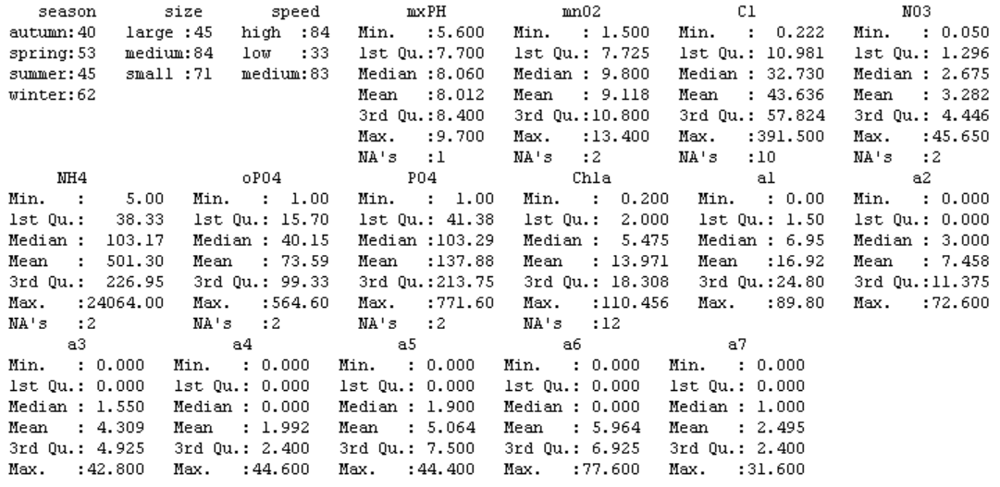 season size speed mxPH mnO2 Cl NO3
autumn:40 large :45 high :84 Min. :5.600 Min. : 1.500 Min. : 0.222 Min. : 0.050
spring:53 medium:84 low :33 1st Qu.:7.700 1st Qu.: 7.725 1st Qu.: 10.981 1st Qu.: 1.296
summer:45 small :71 medium:83 Median :8.060 Median : 9.800 Median : 32.730 Median : 2.675
winter:62 Mean :8.012 Mean : 9.118 Mean : 43.636 Mean : 3.282
3rd Qu.:8.400 3rd Qu.:10.800 3rd Qu.: 57.824 3rd Qu.: 4.446
Max. :9.700 Max. :13.400 Max. :391.500 Max. :45.650
NA's :1 NA's :2 NA's :10 NA's :2
NH4 oPO4 PO4 Chla a1 a2
Min. : 5.00 Min. : 1.00 Min. : 1.00 Min. : 0.200 Min. : 0.00 Min. : 0.000
1st Qu.: 38.33 1st Qu.: 15.70 1st Qu.: 41.38 1st Qu.: 2.000 1st Qu.: 1.50 1st Qu.: 0.000
Median : 103.17 Median : 40.15 Median :103.29 Median : 5.475 Median : 6.95 Median : 3.000
Mean : 501.30 Mean : 73.59 Mean :137.88 Mean : 13.971 Mean :16.92 Mean : 7.458
3rd Qu.: 226.95 3rd Qu.: 99.33 3rd Qu.:213.75 3rd Qu.: 18.308 3rd Qu.:24.80 3rd Qu.:11.375
Max. :24064.00 Max. :564.60 Max. :771.60 Max. :110.456 Max. :89.80 Max. :72.600
NA's :2 NA's :2 NA's :2 NA's :12
a3 a4 a5 a6 a7
Min. : 0.000 Min. : 0.000 Min. : 0.000 Min. : 0.000 Min. : 0.000
1st Qu.: 0.000 1st Qu.: 0.000 1st Qu.: 0.000 1st Qu.: 0.000 1st Qu.: 0.000
Median : 1.550 Median : 0.000 Median : 1.900 Median : 0.000 Median : 1.000
Mean : 4.309 Mean : 1.992 Mean : 5.064 Mean : 5.964 Mean : 2.495
3rd Qu.: 4.925 3rd Qu.: 2.400 3rd Qu.: 7.500 3rd Qu.: 6.925 3rd Qu.: 2.400
Max. :42.800 Max. :44.600 Max. :44.400 Max. :77.600 Max. :31.600